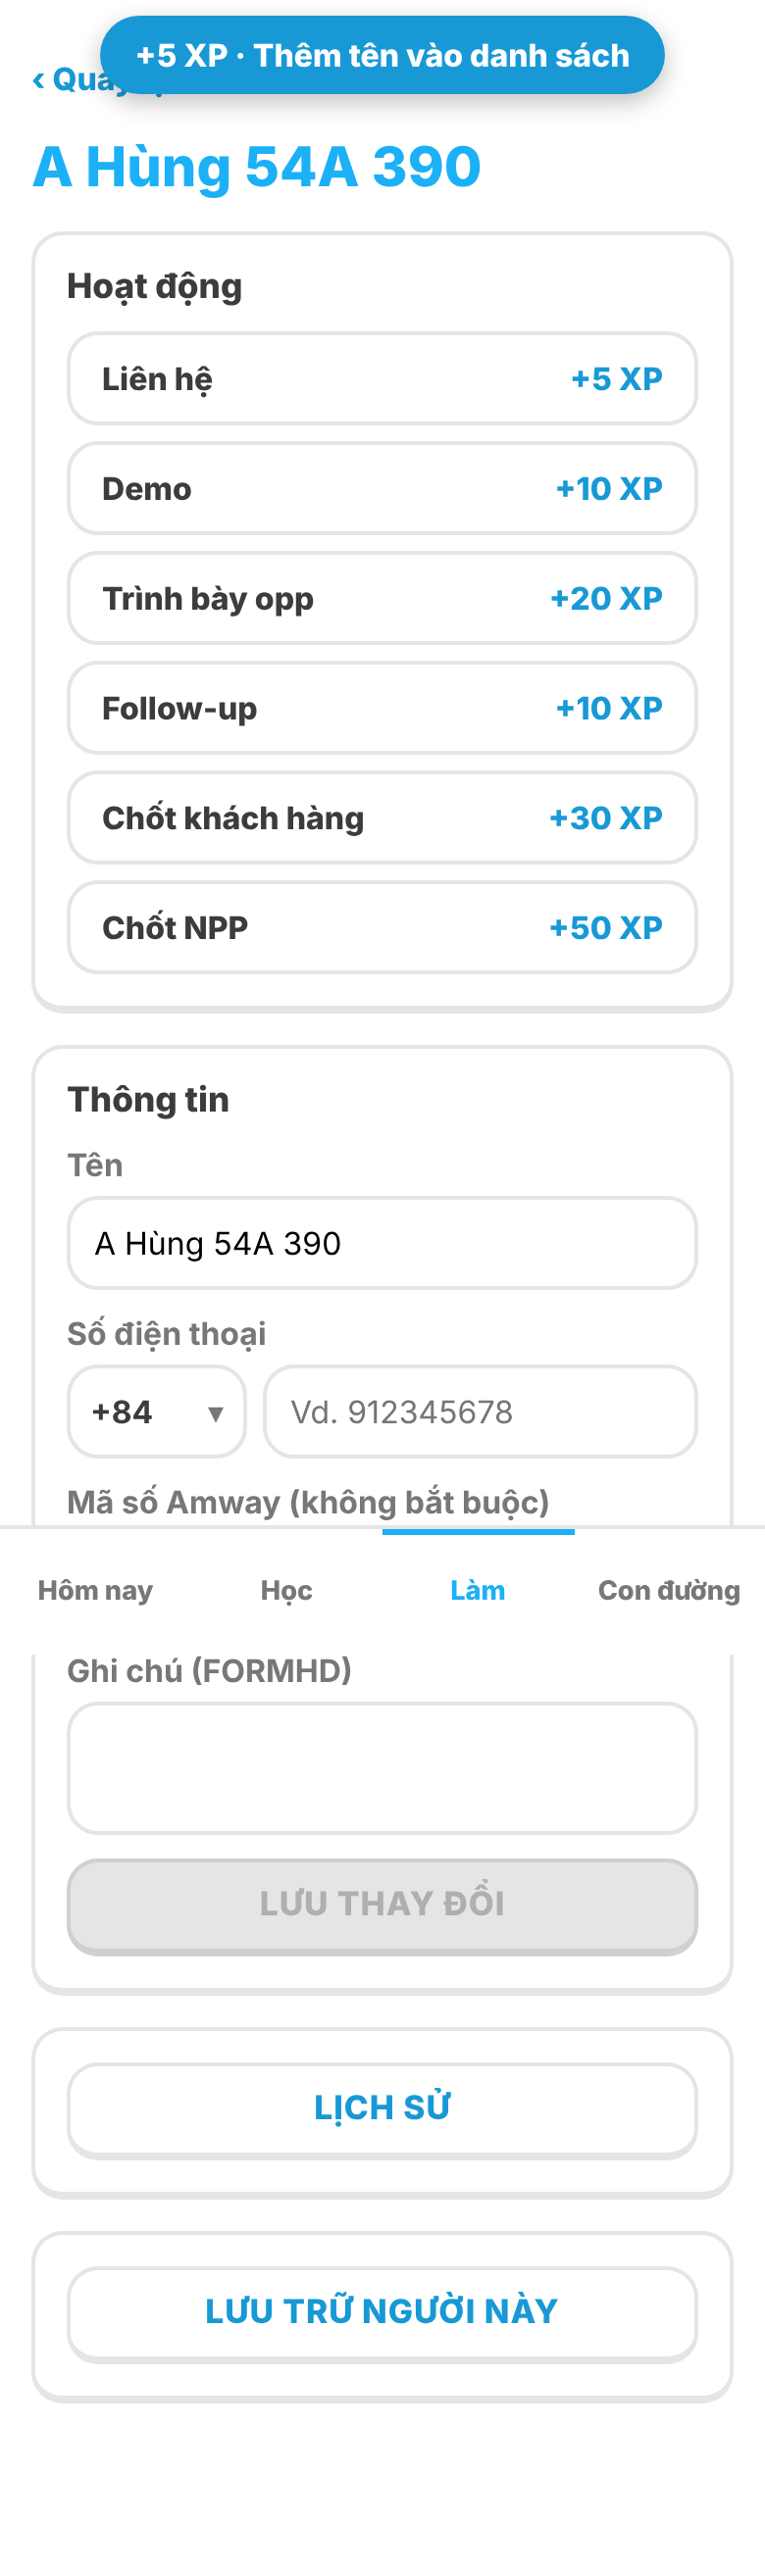 +5 XP · Thêm tên vào danh sách
‹
A Hùng 54A 390
Hoạt động
Liên hệ +5 XP
Demo +10 XP
Trình bày opp +20 XP
Follow-up +10 XP
Chốt khách hàng +30 XP
Chốt NPP +50 XP
Thông tin
Tên
A Hùng 54A 390
Số điện thoại
+84 ▾ Vd. 912345678
Mã số Amway (không bắt buộc)
Hôm nay Học Làm Con đường
Ghi chú (FORMHD)
LƯU THAY ĐỔI
LỊCH SỬ
LƯU TRỮ NGƯỜI NÀY